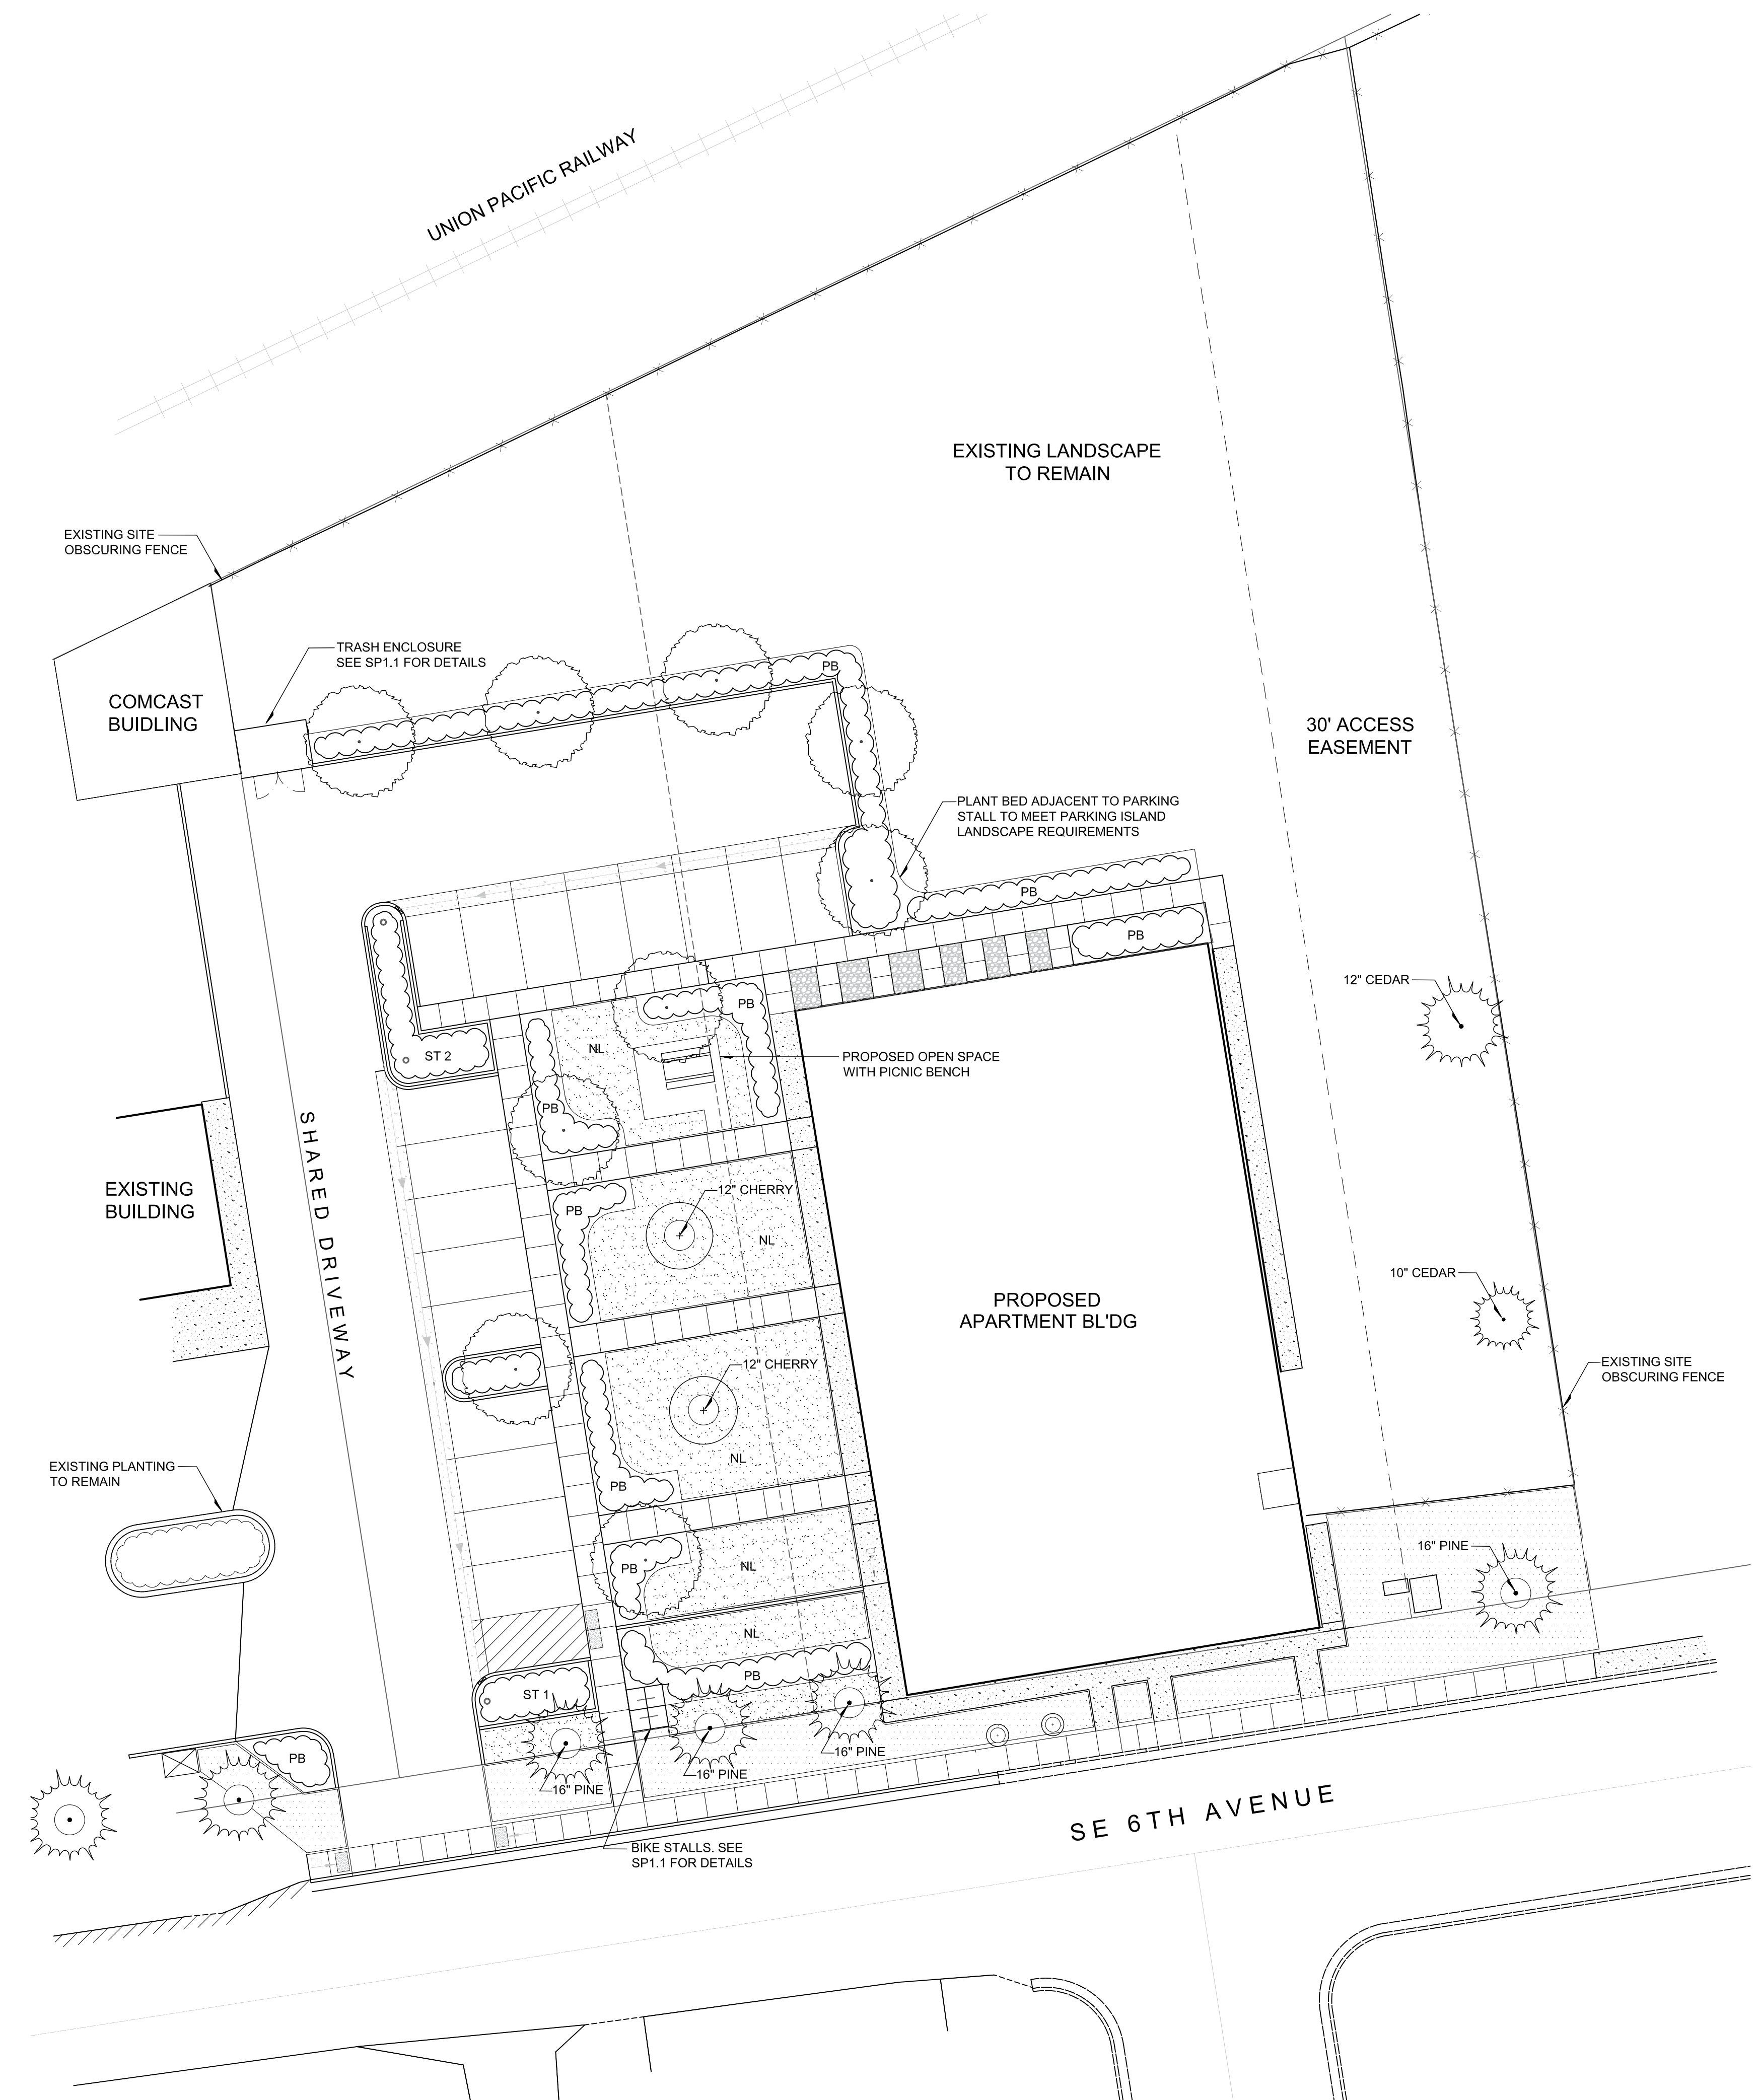 UNION PACIFIC RAILWAY
EXISTING LANDSCAPE
TO REMAIN
EXISTING SITE
OBSCURING FENCE
TRASH ENCLOSURE
SEE SP1.1 FOR DETAILS
PB
COMCAST
BUIDLING
30' ACCESS
EASEMENT
PLANT BED ADJACENT TO PARKING
STALL TO MEET PARKING ISLAND
LANDSCAPE REQUIREMENTS
PB
PB
12" CEDAR
PB
NL
ST 2
PROPOSED OPEN SPACE
WITH PICNIC BENCH
PB
SHARED DRIVEWAY
EXISTING
BUILDING
12" CHERRY
PB
NL
10" CEDAR
PROPOSED
APARTMENT BL'DG
12" CHERRY
EXISTING SITE
OBSCURING FENCE
NL
EXISTING PLANTING
TO REMAIN
PB
16" PINE
NL
PB
NL
PB
ST 1
16" PINE
PB
16" PINE
16" PINE
SE 6TH AVENUE
BIKE STALLS. SEE
SP1.1 FOR DETAILS